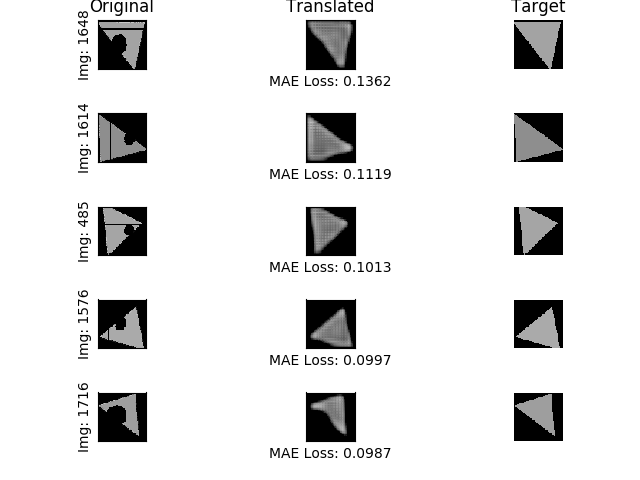 Original Translated Target
Img: 1648
MAE Loss: 0.1362
Img: 1614
MAE Loss: 0.1119
Img: 485
MAE Loss: 0.1013
Img: 1576
MAE Loss: 0.0997
Img: 1716
MAE Loss: 0.0987